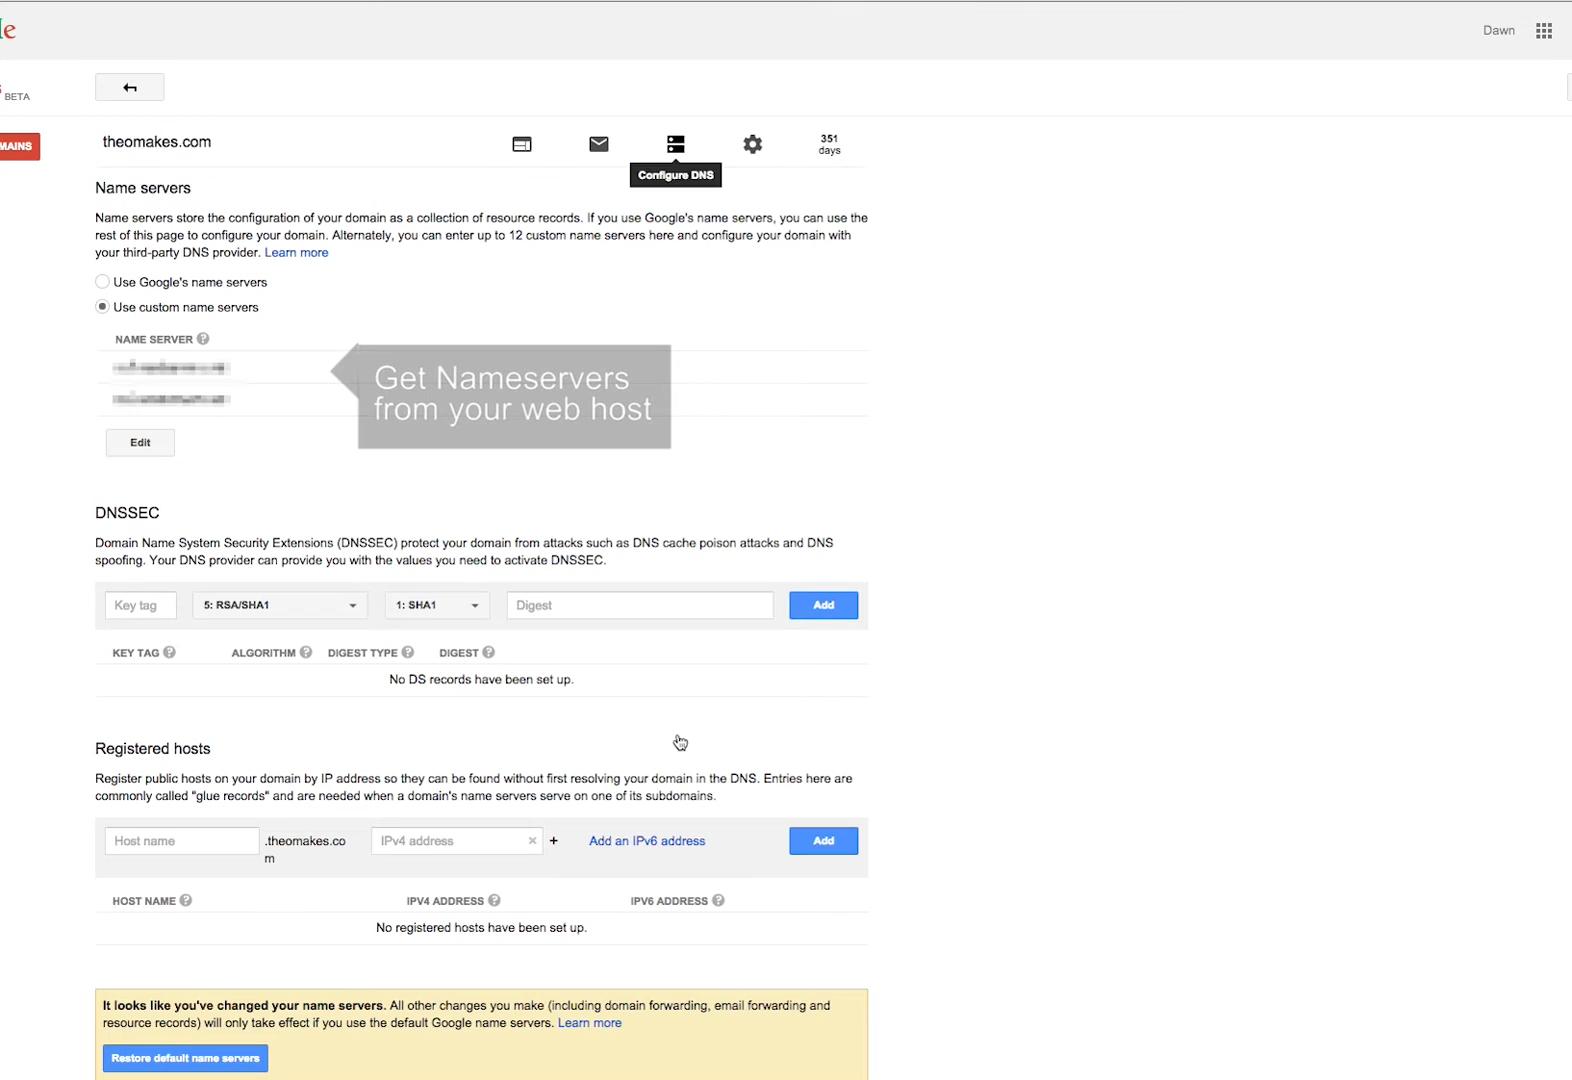 le
Dawn
BETA
MAINS
theomakes.com
351
days
Configure DNS
Name servers
Name servers store the configuration of your domain as a collection of resource records. If you use Google's name servers, you can use the
rest of this page to configure your domain. Alternately, you can enter up to 12 custom name servers here and configure your domain with
your third-party DNS provider. Learn more
Use Google's name servers
Use custom name servers
NAME SERVER ?
Get Nameservers
from your web host
Edit
DNSSEC
Domain Name System Security Extensions (DNSSEC) protect your domain from attacks such as DNS cache poison attacks and DNS
spoofing. Your DNS provider can provide you with the values you need to activate DNSSEC.
Key tag 5: RSA/SHA1 1: SHA1 Digest Add
KEY TAG ? ALGORITHM ? DIGEST TYPE ? DIGEST ?
No DS records have been set up.
Registered hosts
Register public hosts on your domain by IP address so they can be found without first resolving your domain in the DNS. Entries here are
commonly called "glue records" and are needed when a domain's name servers serve on one of its subdomains.
Host name .theomakes.co IPv4 address × + Add an IPv6 address Add
m
HOST NAME ? IPV4 ADDRESS ? IPV6 ADDRESS ?
No registered hosts have been set up.
It looks like you've changed your name servers. All other changes you make (including domain forwarding, email forwarding and
resource records) will only take effect if you use the default Google name servers. Learn more
Restore default name servers